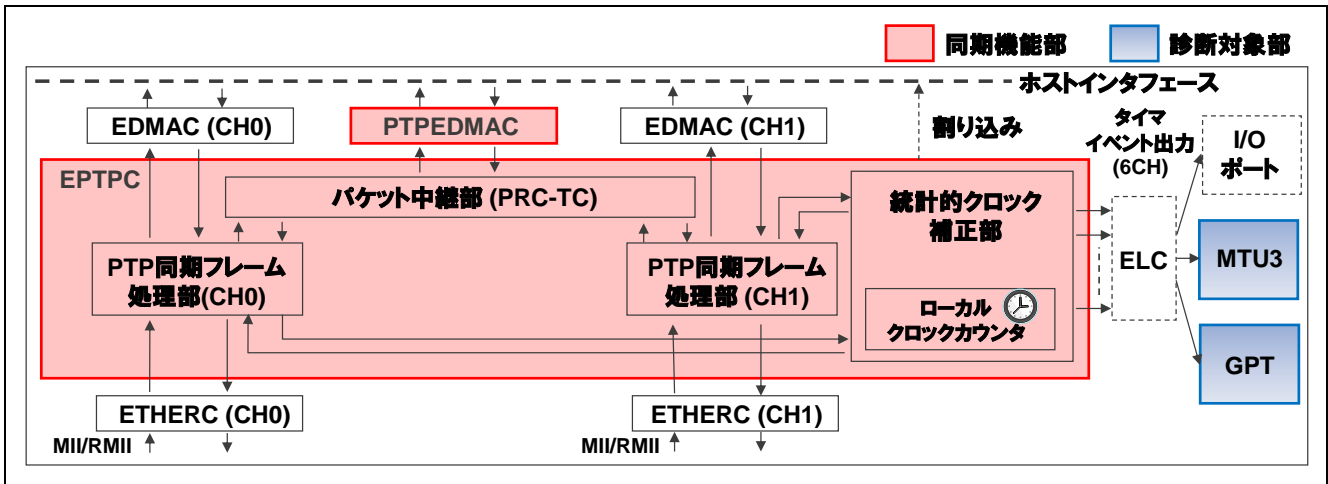 同期機能部
診断対象部
ホストインタフェース
EDMAC (CH0)
PTPEDMAC
EDMAC (CH1)
割り込み
タイマ
イベント出力
(6CH)
I/O
ポート
EPTPC
パケット中継部 (PRC-TC)
統計的クロック
補正部
PTP同期フレーム
処理部(CH0)
PTP同期フレーム
処理部 (CH1)
ELC
MTU3
ローカル
クロックカウンタ
GPT
ETHERC (CH0)
ETHERC (CH1)
MII/RMII
MII/RMII